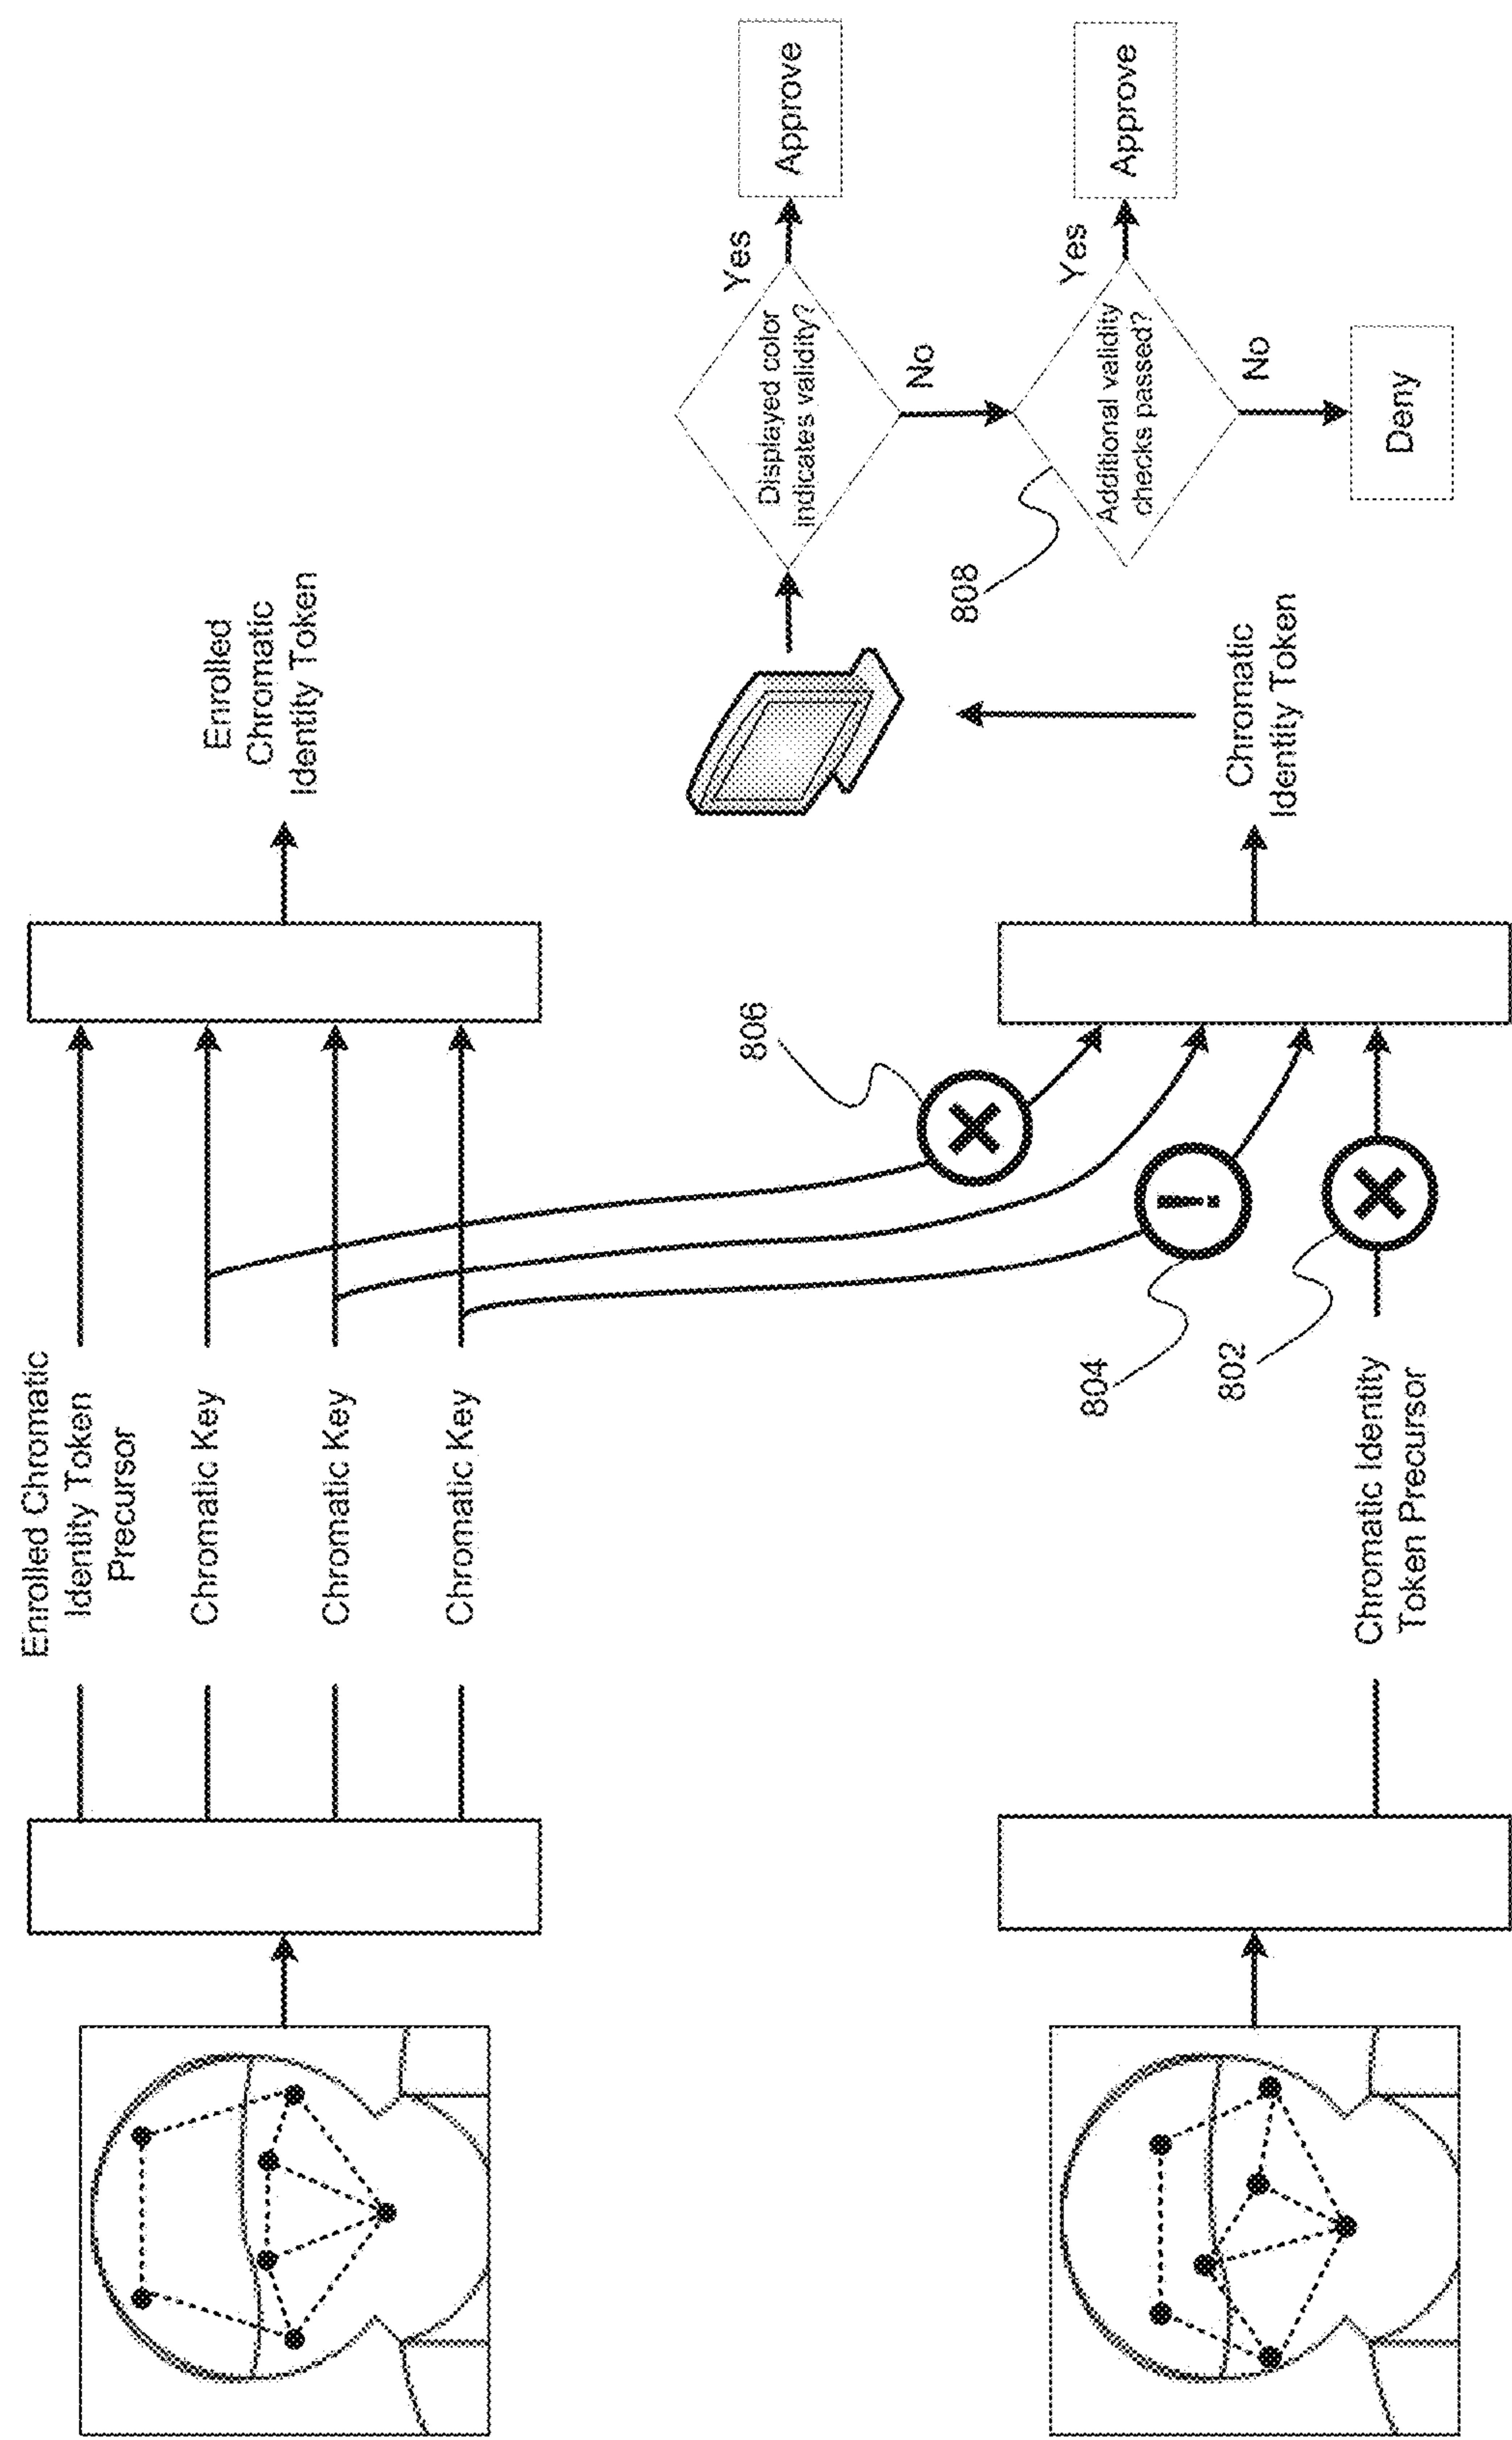 Enrolled Chromatic
Identity Token
Precursor
Chromatic Key
Chromatic Key
Chromatic Key
Enrolled
Chromatic
Identity Token
806
804
802
Chromatic Identity
Token Precursor
Chromatic
Identity Token
Displayed color
indicates validity?
Yes
Approve
No
808
Additional validity
checks passed?
Yes
Approve
No
Deny